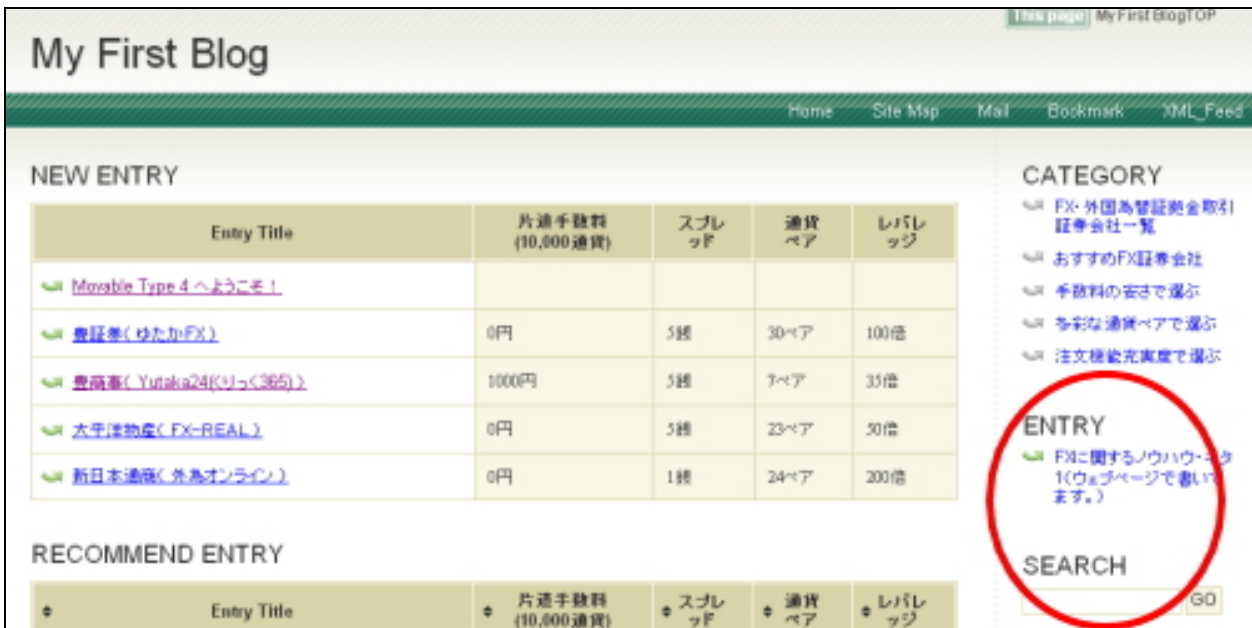 This page My First BlogTOP
My First Blog
Home Site Map Mail Bookmark XML_Feed
NEW ENTRY
Entry Title 片道手数料 (10,000通貨) スプレッド 通貨ペア レバレッジ
Movable Type 4 へようこそ!
豊証券(ゆたかFX) 0円 5銭 30ペア 100倍
豊商事(Yutaka24(くりっく365)) 1000円 5銭 7ペア 35倍
大平洋物産(FX-REAL) 0円 5銭 23ペア 50倍
新日本通商(外為オンライン) 0円 1銭 24ペア 200倍
RECOMMEND ENTRY
Entry Title 片道手数料 (10,000通貨) スプレッド 通貨ペア レバレッジ
CATEGORY
FX・外国為替証拠金取引
証券会社一覧
おすすめFX証券会社
手数料の安さで選ぶ
多彩な通貨ペアで選ぶ
注文機能充実度で選ぶ
ENTRY
FXに関するノウハウ・ネタ
1(ウェブページで書いて
ます。)
SEARCH
GO